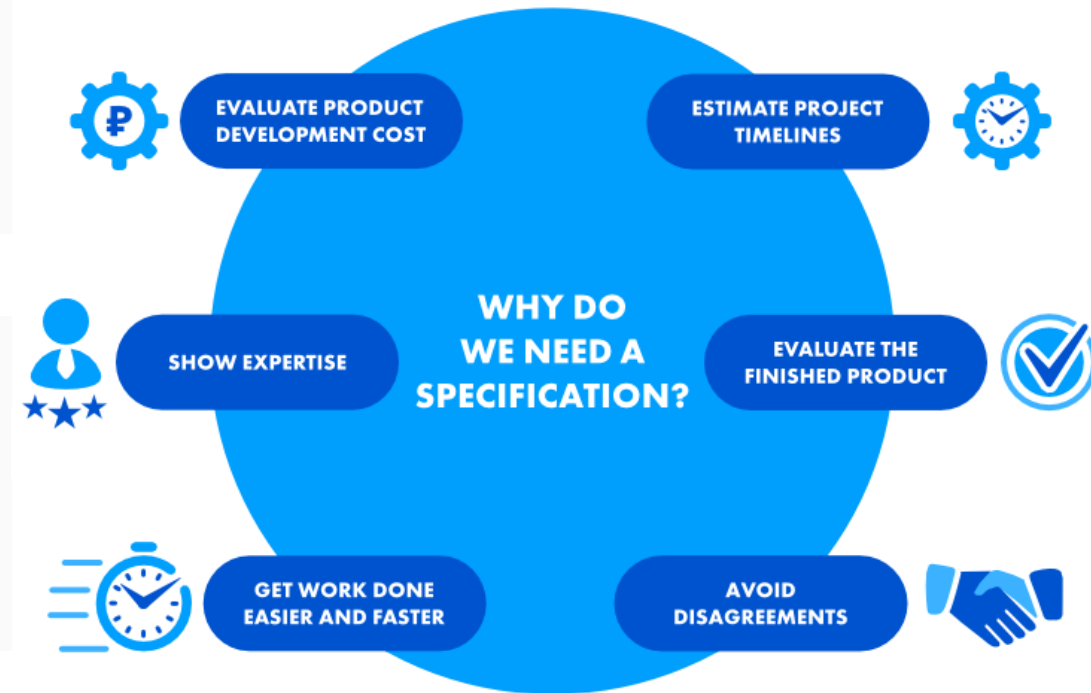 EVALUATE PRODUCT
DEVELOPMENT COST
ESTIMATE PROJECT
TIMELINES
₽
SHOW EXPERTISE
WHY DO
WE NEED A
SPECIFICATION?
EVALUATE THE
FINISHED PRODUCT
GET WORK DONE
EASIER AND FASTER
AVOID
DISAGREEMENTS